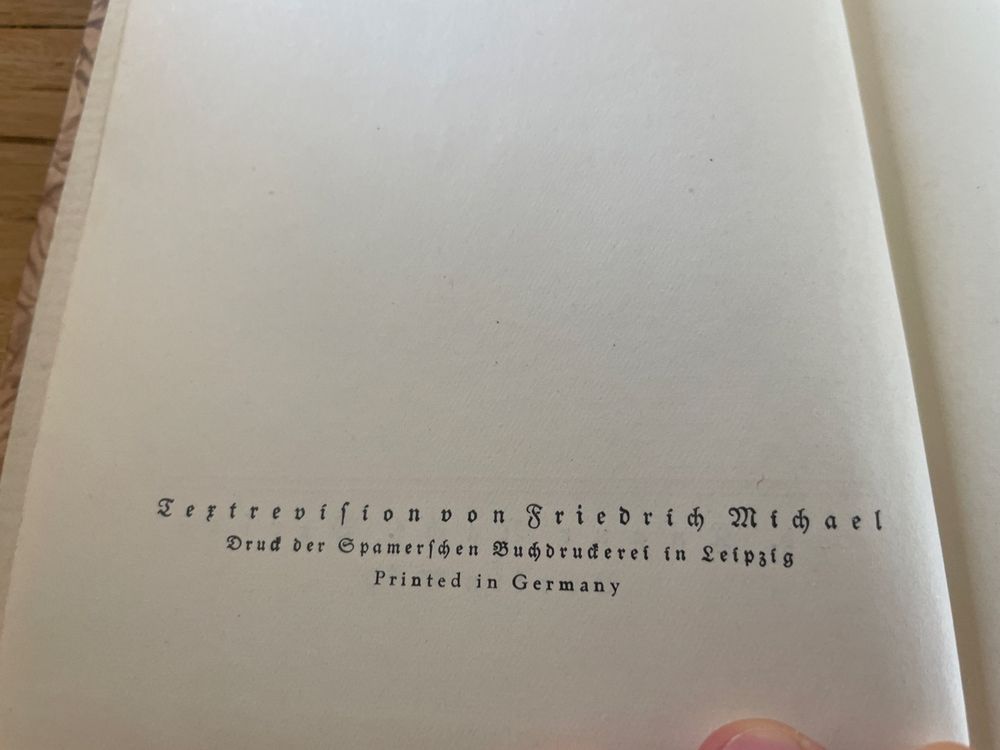 Textreviſion von Friedrich Michael
Druck der Spamerſchen Buchdruckerei in Leipzig
Printed in Germany